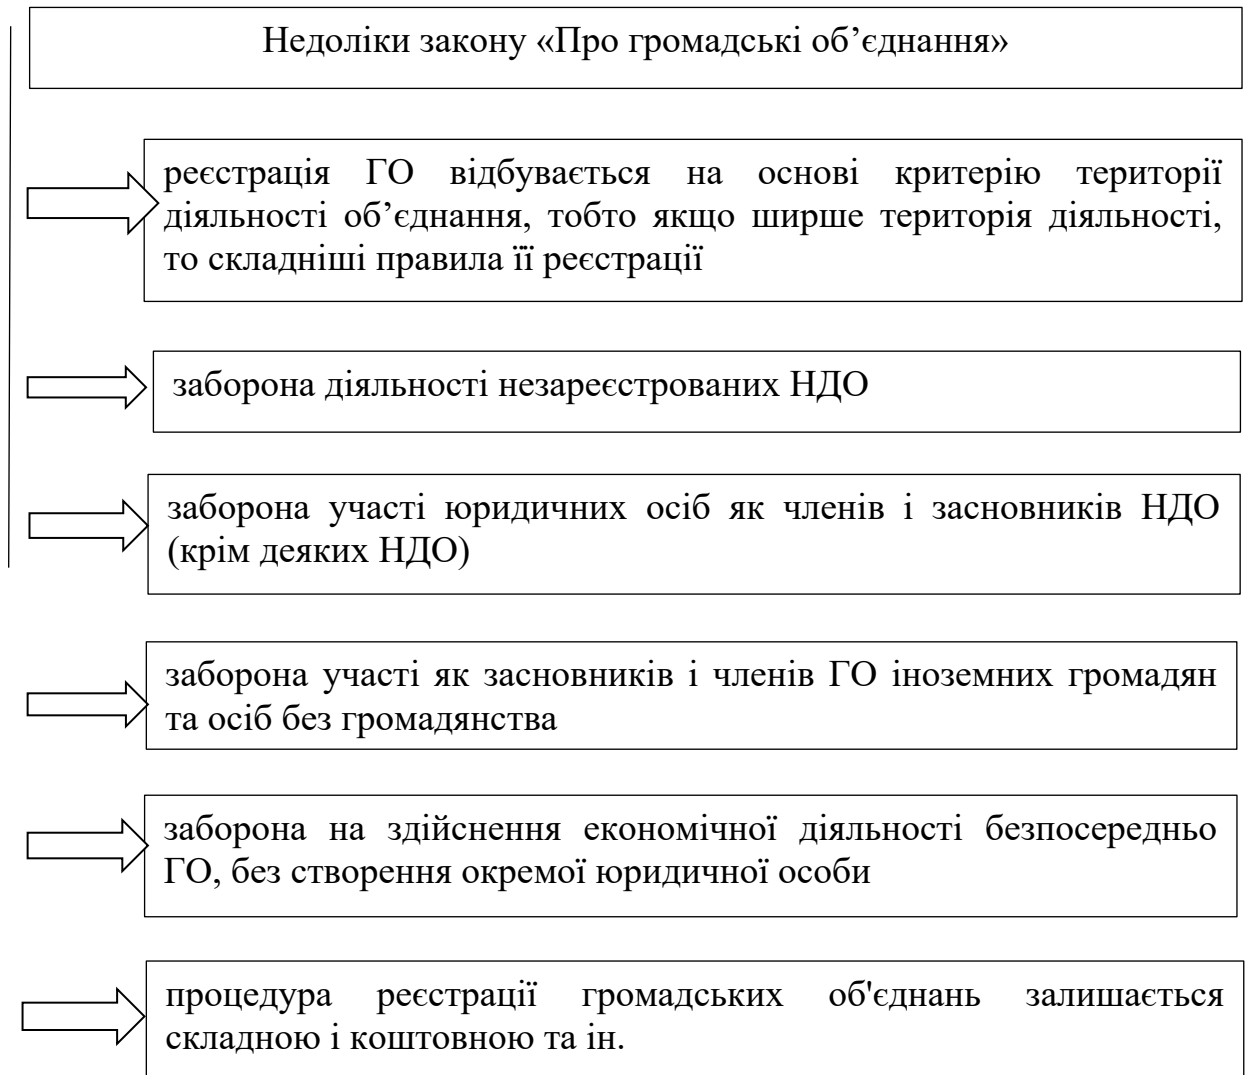 Недоліки закону «Про громадські об’єднання»
реєстрація ГО відбувається на основі критерію території
діяльності об’єднання, тобто якщо ширше територія діяльності,
то складніші правила її реєстрації
заборона діяльності незареєстрованих НДО
заборона участі юридичних осіб як членів і засновників НДО
(крім деяких НДО)
заборона участі як засновників і членів ГО іноземних громадян
та осіб без громадянства
заборона на здійснення економічної діяльності безпосередньо
ГО, без створення окремої юридичної особи
процедура реєстрації громадських об'єднань залишається
складною і коштовною та ін.